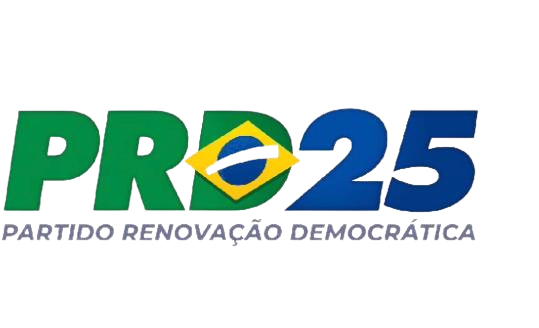 PRD25
PARTIDO RENOVAÇÃO DEMOCRÁTICA